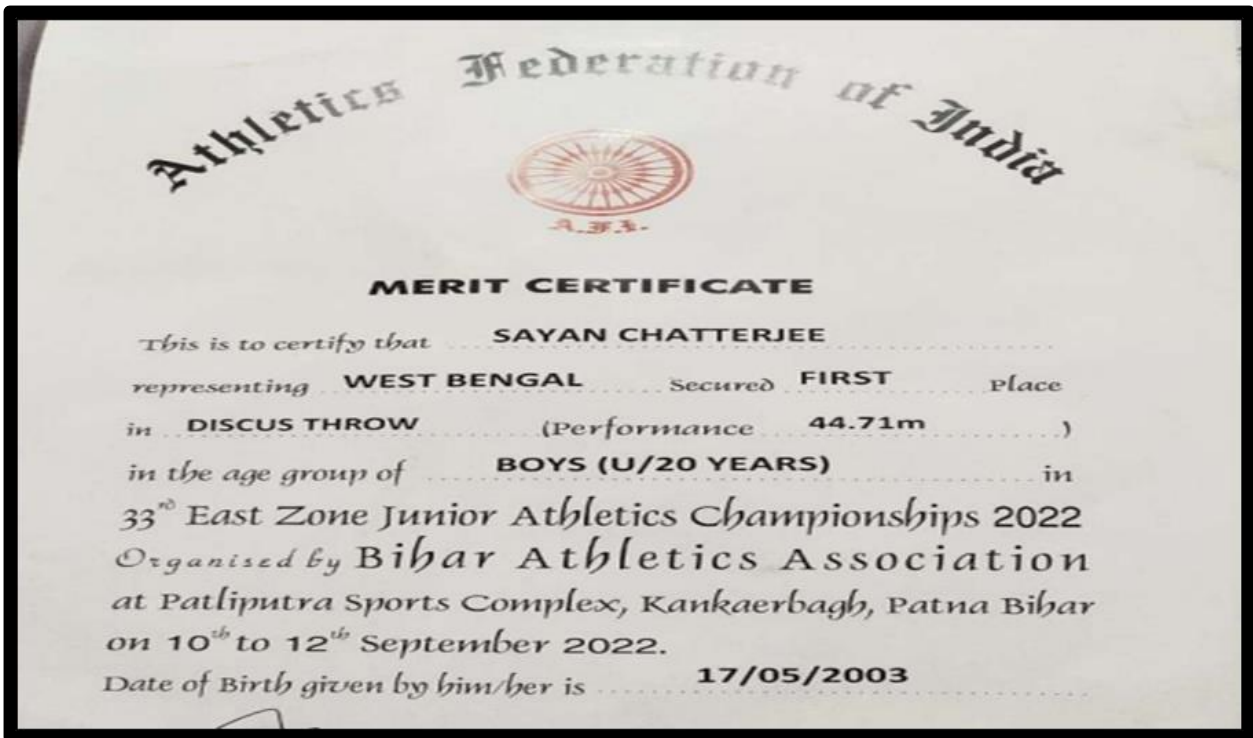 Athletics Federation of India
A.F.I.
MERIT CERTIFICATE
This is to certify that SAYAN CHATTERJEE
representing WEST BENGAL Secured FIRST Place
in DISCUS THROW (Performance 44.71m )
in the age group of BOYS (U/20 YEARS) in
33rd East Zone Junior Athletics Championships 2022
Organised by Bihar Athletics Association
at Patliputra Sports Complex, Kankaerbagh, Patna Bihar
on 10th to 12th September 2022.
Date of Birth given by him/her is 17/05/2003